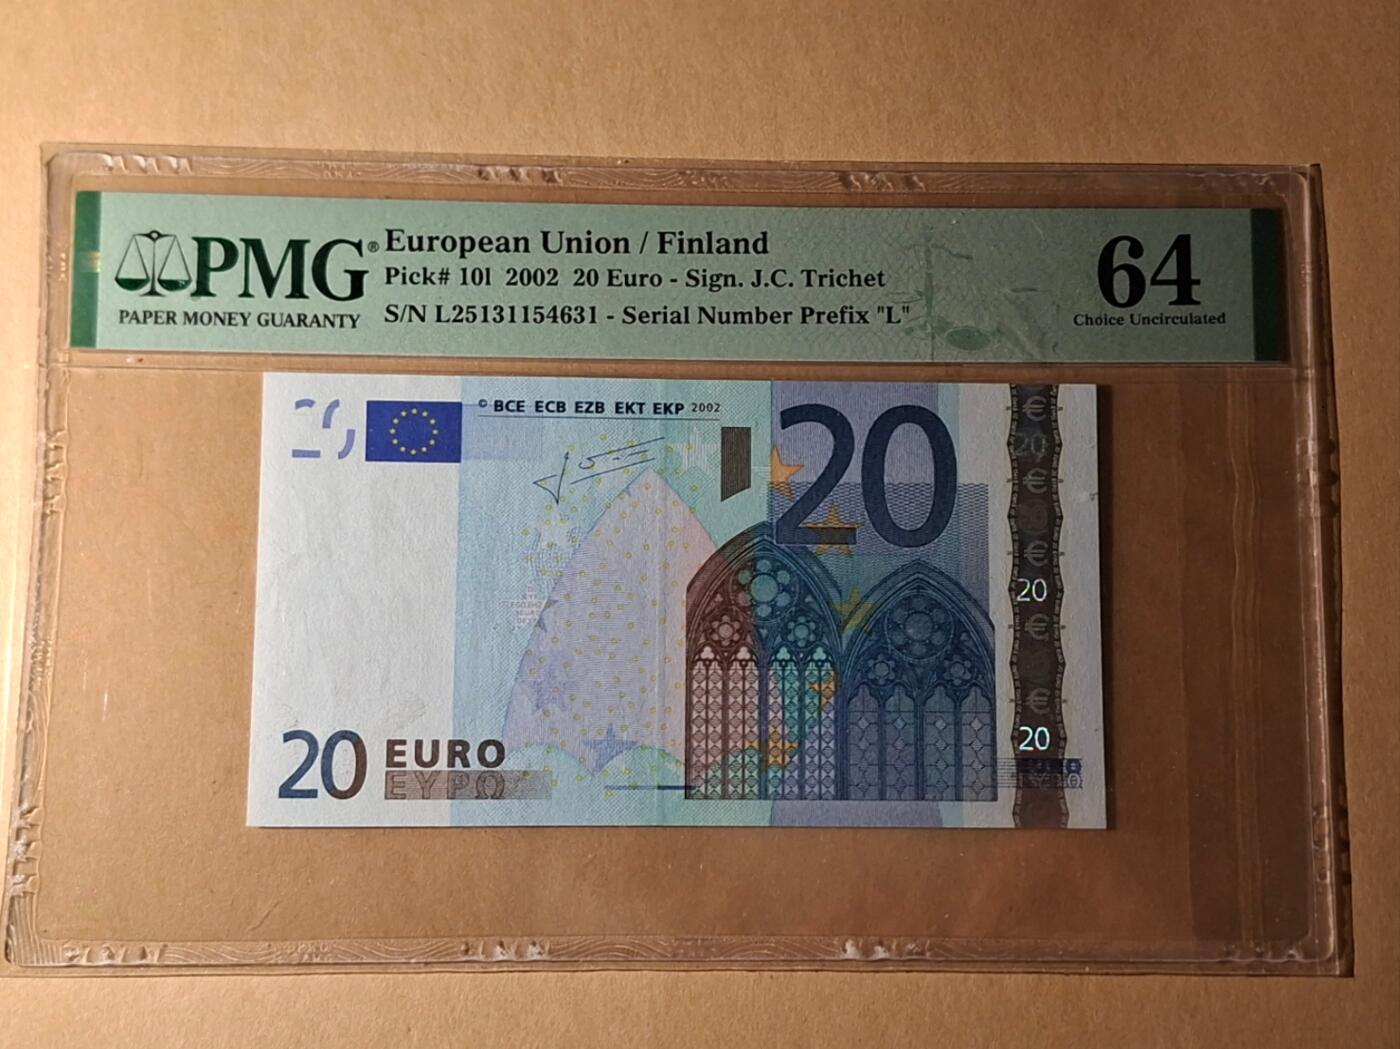 PMG® European Union / Finland
PAPER MONEY GUARANTY
Pick# 10l 2002 20 Euro - Sign. J.C. Trichet
S/N L25131154631 - Serial Number Prefix "L"
64
Choice Uncirculated
© BCE ECB EZB EKT EKP 2002
20
€
20
€
€
20
€
€
20
20 EURO
ΕΥΡΩ